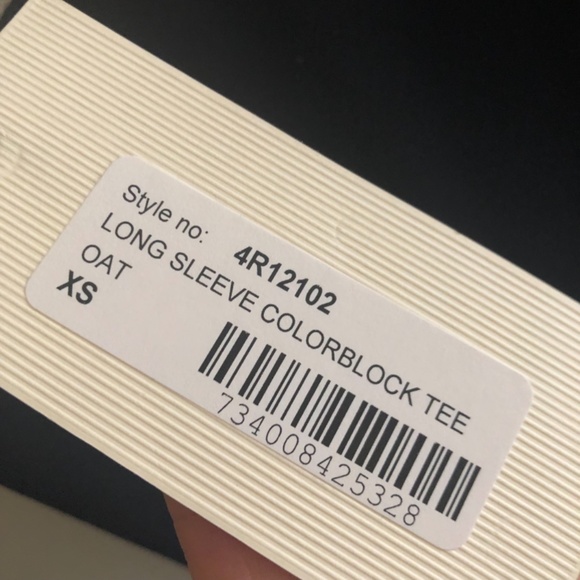 Style no: 4R12102
LONG SLEEVE COLORBLOCK TEE
OAT
XS
734008425328